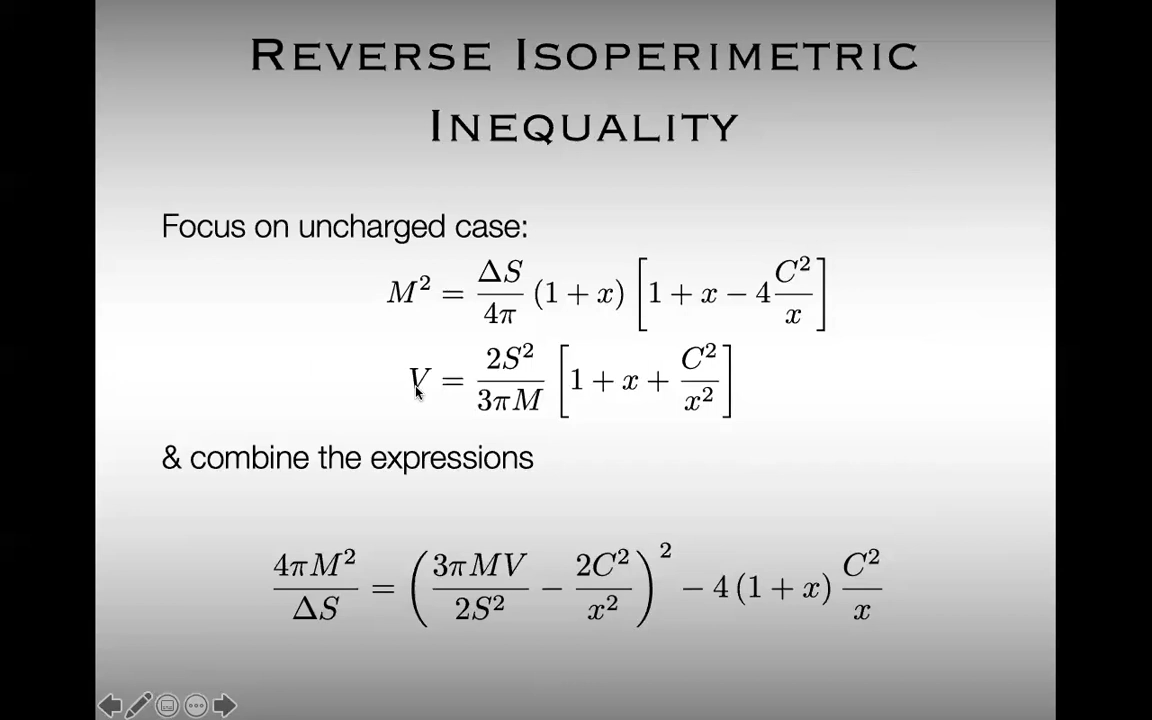 REVERSE ISOPERIMETRIC
INEQUALITY
Focus on uncharged case:
$M^2 = \frac{\Delta S}{4\pi} (1 + x) \left[ 1 + x - 4 \frac{C^2}{x} \right]$
$V = \frac{2S^2}{3\pi M} \left[ 1 + x + \frac{C^2}{x^2} \right]$
& combine the expressions
$\frac{4\pi M^2}{\Delta S} = \left( \frac{3\pi MV}{2S^2} - \frac{2C^2}{x^2} \right)^2 - 4 (1 + x) \frac{C^2}{x}$